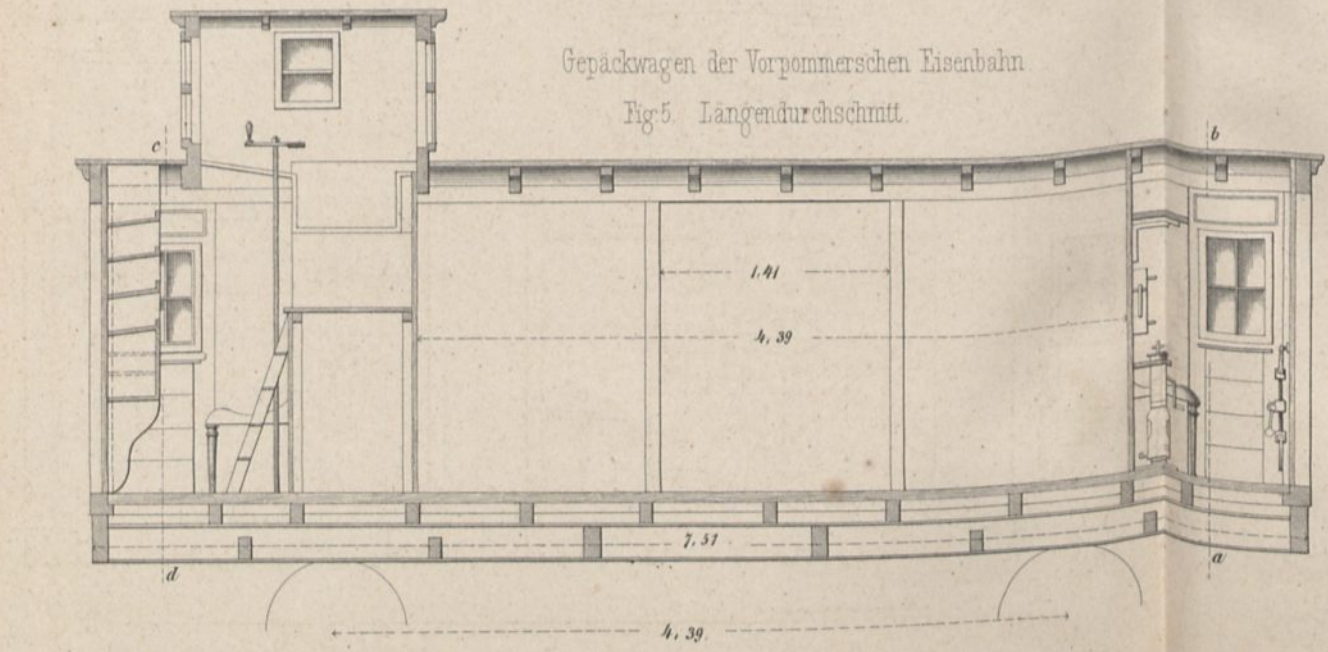 Gepäckwagen der Vorpommerschen Eisenbahn
Fig: 5. Längendurchschnitt.
c
b
1,41
4,39
7,51
d
a
4,39.